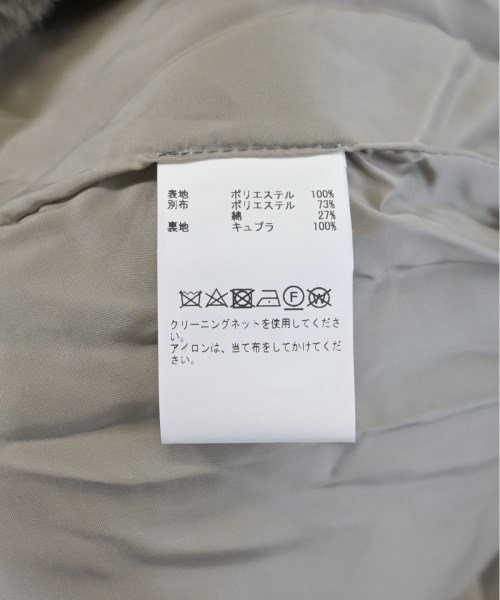 表地 ポリエステル 100%
別布 ポリエステル 73%
綿 27%
裏地 キュプラ 100%
F W
クリーニングネットを使用してくださ
い。
アイロンは、当て布をしてかけてくだ
さい。